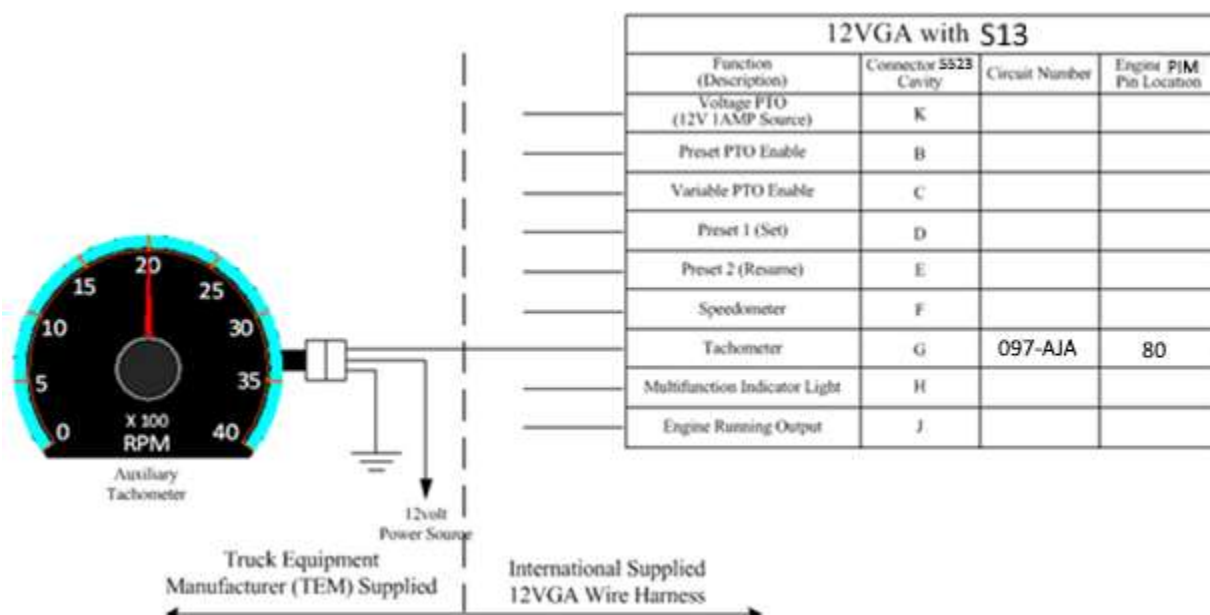 12VGA with S13
Function
(Description)
Connector 5523
Cavity
Circuit Number
Engine PIM
Pin Location
Voltage PTO
(12V 1AMP Source)
K
Preset PTO Enable
B
Variable PTO Enable
C
Preset 1 (Set)
D
Preset 2 (Resume)
E
Speedometer
F
Tachometer
G
097-AJA
80
Multifunction Indicator Light
H
Engine Running Output
J
0
5
10
15
20
25
30
35
40
X 100
RPM
Auxiliary
Tachometer
12volt
Power Source
Truck Equipment
Manufacturer (TEM) Supplied
International Supplied
12VGA Wire Harness